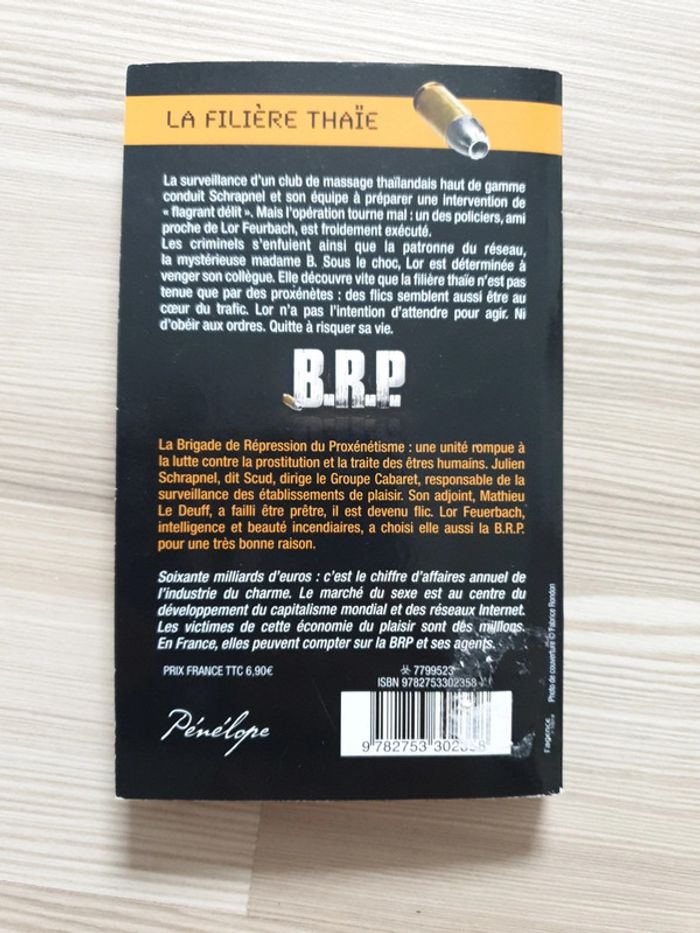 LA FILIÈRE THAÏE
La surveillance d'un club de massage thaïlandais haut de gamme
conduit Schrapnel et son équipe à préparer une intervention de
« flagrant délit ». Mais l'opération tourne mal : un des policiers, ami
proche de Lor Feurbach, est froidement exécuté.
Les criminels s'enfuient ainsi que la patronne du réseau,
la mystérieuse madame B. Sous le choc, Lor est déterminée à
venger son collègue. Elle découvre vite que la filière thaïe n'est pas
tenue que par des proxénètes : des flics semblent aussi être au
cœur du trafic. Lor n'a pas l'intention d'attendre pour agir. Ni
d'obéir aux ordres. Quitte à risquer sa vie.
B.R.P.
La Brigade de Répression du Proxénétisme : une unité rompue à
la lutte contre la prostitution et la traite des êtres humains. Julien
Schrapnel, dit Scud, dirige le Groupe Cabaret, responsable de la
surveillance des établissements de plaisir. Son adjoint, Mathieu
Le Deuff, a failli être prêtre, il est devenu flic. Lor Feuerbach,
intelligence et beauté incendiaires, a choisi elle aussi la B.R.P.
pour une très bonne raison.
Soixante milliards d'euros : c'est le chiffre d'affaires annuel de
l'industrie du charme. Le marché du sexe est au centre du
développement du capitalisme mondial et des réseaux Internet.
Les victimes de cette économie du plaisir sont des millions.
En France, elles peuvent compter sur la BRP et ses agents.
PRIX FRANCE TTC 6,90€
7799523
ISBN 9782753302358
Pénélope
9 782753 302358
Photo de couverture © Fabrice Rondon
l'agence